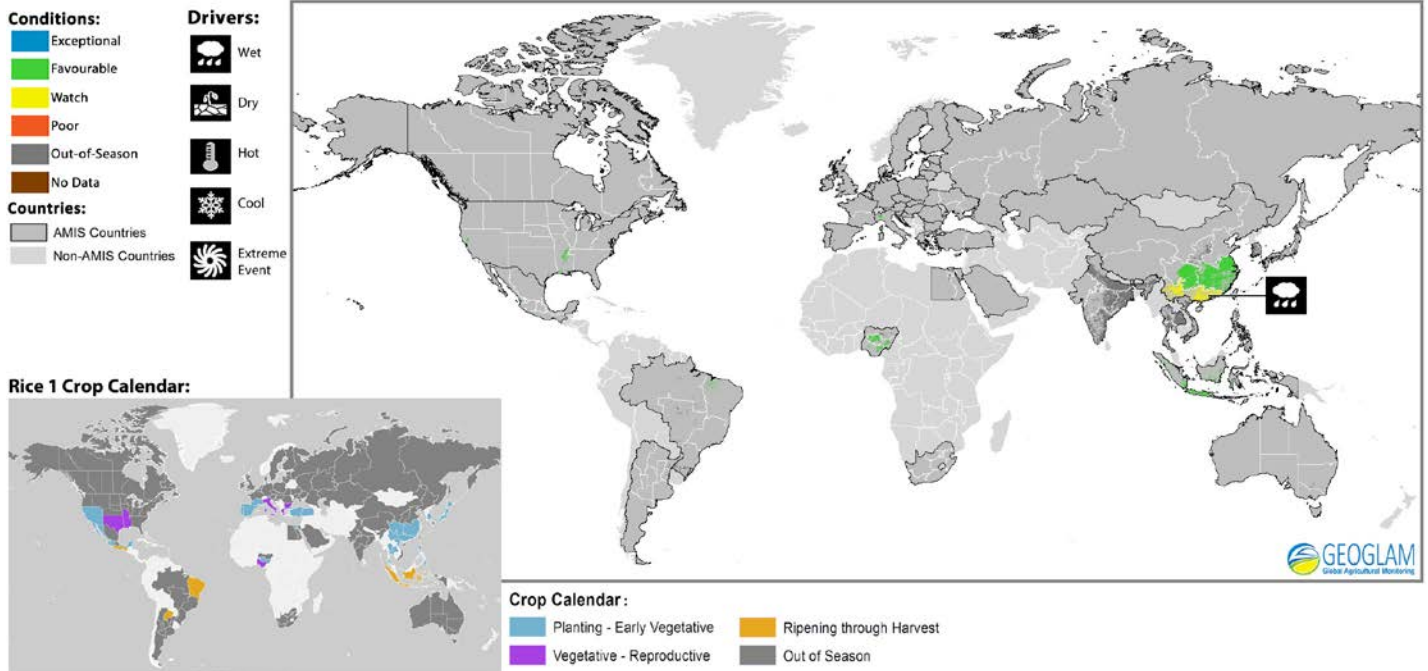 Conditions:
Exceptional
Favourable
Watch
Poor
Out-of-Season
No Data
Countries:
AMIS Countries
Non-AMIS Countries
Drivers:
Wet
Dry
Hot
Cool
Extreme
Event
Rice 1 Crop Calendar:
GEOGLAM
Global Agricultural Monitoring
Crop Calendar :
Planting - Early Vegetative
Vegetative - Reproductive
Ripening through Harvest
Out of Season